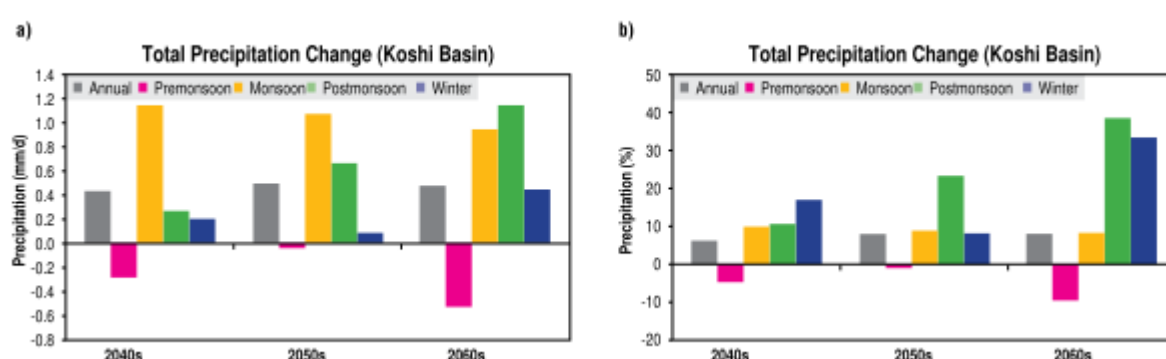 a)
Total Precipitation Change (Koshi Basin)
Annual Premonsoon Monsoon Postmonsoon Winter
Precipitation (mm/d)
1.4
1.2
1.0
0.8
0.6
0.4
0.2
0.0
-0.2
-0.4
-0.6
-0.8
2040s 2050s 2060s
b)
Total Precipitation Change (Koshi Basin)
Annual Premonsoon Monsoon Postmonsoon Winter
Precipitation (%)
50
40
30
20
10
0
-10
-20
2040s 2050s 2060s